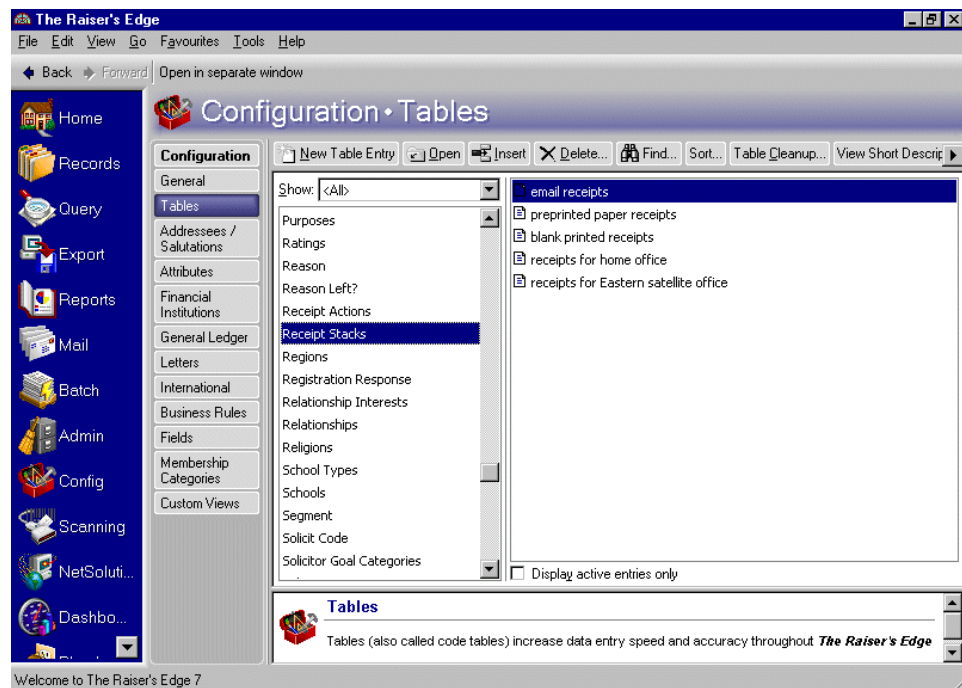 The Raiser's Edge
File Edit View Go Favourites Tools Help
Back Forward Open in separate window
Home
Records
Query
Export
Reports
Mail
Batch
Admin
Config
Scanning
NetSoluti...
Dashbo...
Configuration • Tables
Configuration
General
Tables
Addressees /
Salutations
Attributes
Financial
Institutions
General Ledger
Letters
International
Business Rules
Fields
Membership
Categories
Custom Views
New Table Entry Open Insert Delete... Find... Sort... Table Cleanup... View Short Descrip
Show: <All>
Purposes
Ratings
Reason
Reason Left?
Receipt Actions
Receipt Stacks
Regions
Registration Response
Relationship Interests
Relationships
Religions
School Types
Schools
Segment
Solicit Code
Solicitor Goal Categories
email receipts
preprinted paper receipts
blank printed receipts
receipts for home office
receipts for Eastern satellite office
Display active entries only
Tables
Tables (also called code tables) increase data entry speed and accuracy throughout The Raiser's Edge
Welcome to The Raiser's Edge 7